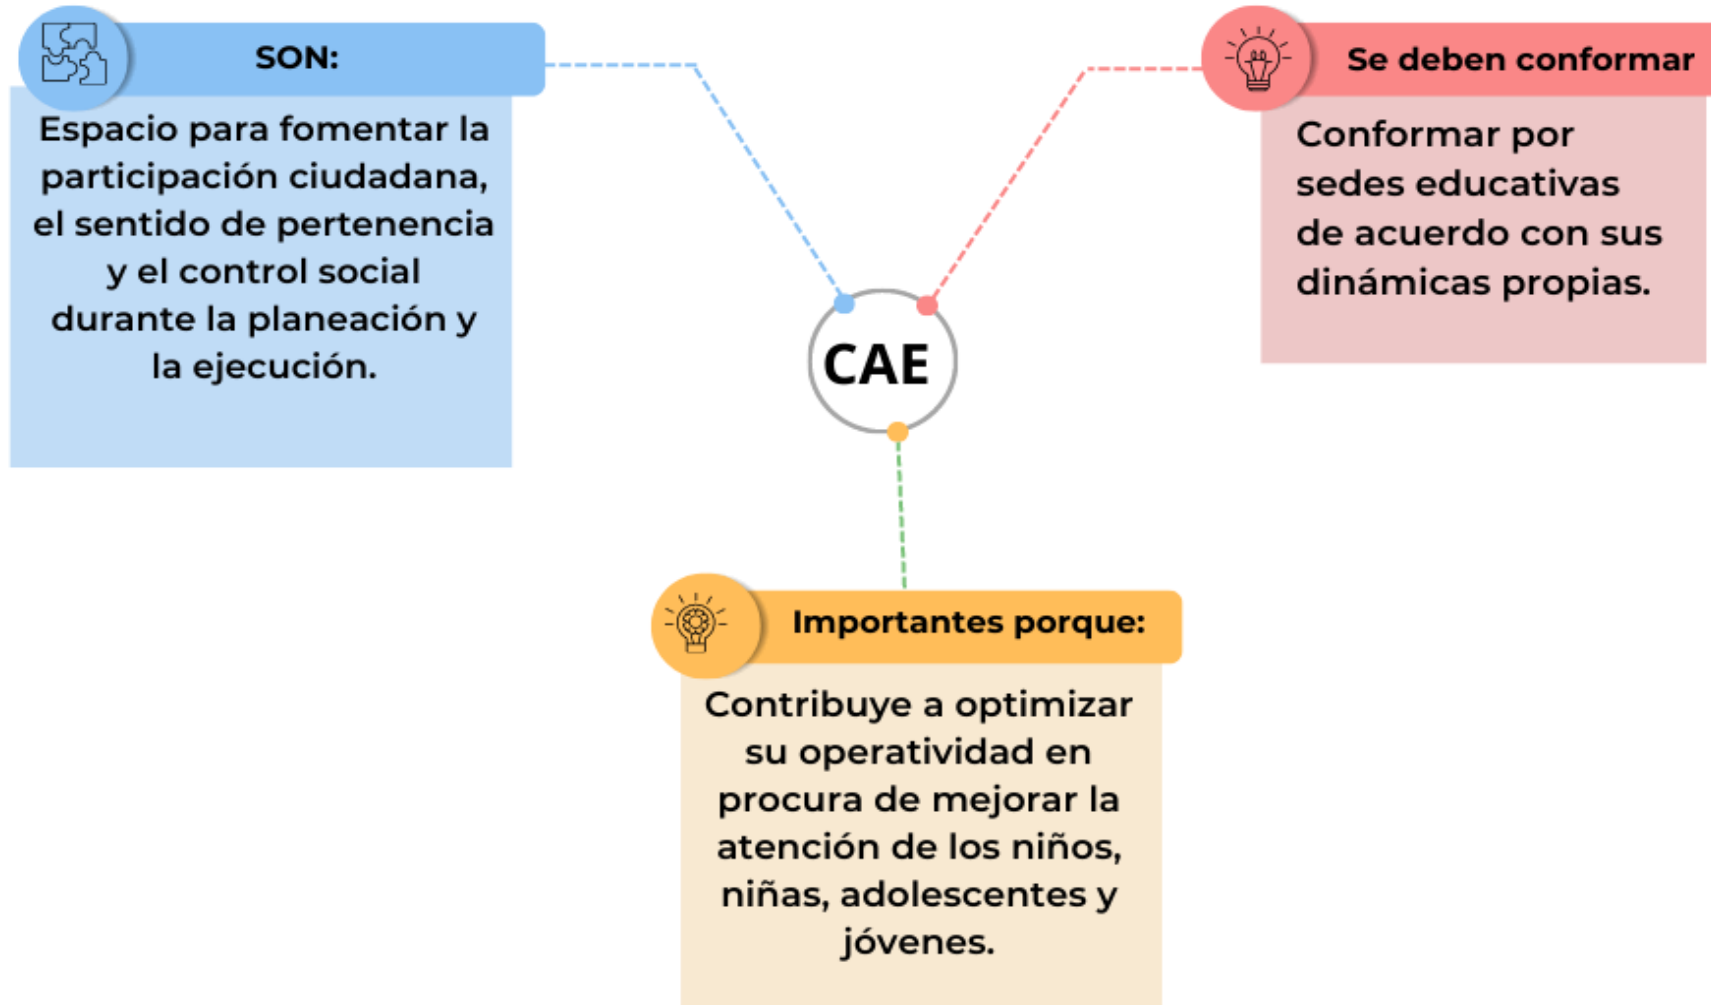 SON:
Espacio para fomentar la
participación ciudadana,
el sentido de pertenencia
y el control social
durante la planeación y
la ejecución.
Se deben conformar
Conformar por
sedes educativas
de acuerdo con sus
dinámicas propias.
CAE
Importantes porque:
Contribuye a optimizar
su operatividad en
procura de mejorar la
atención de los niños,
niñas, adolescentes y
jóvenes.